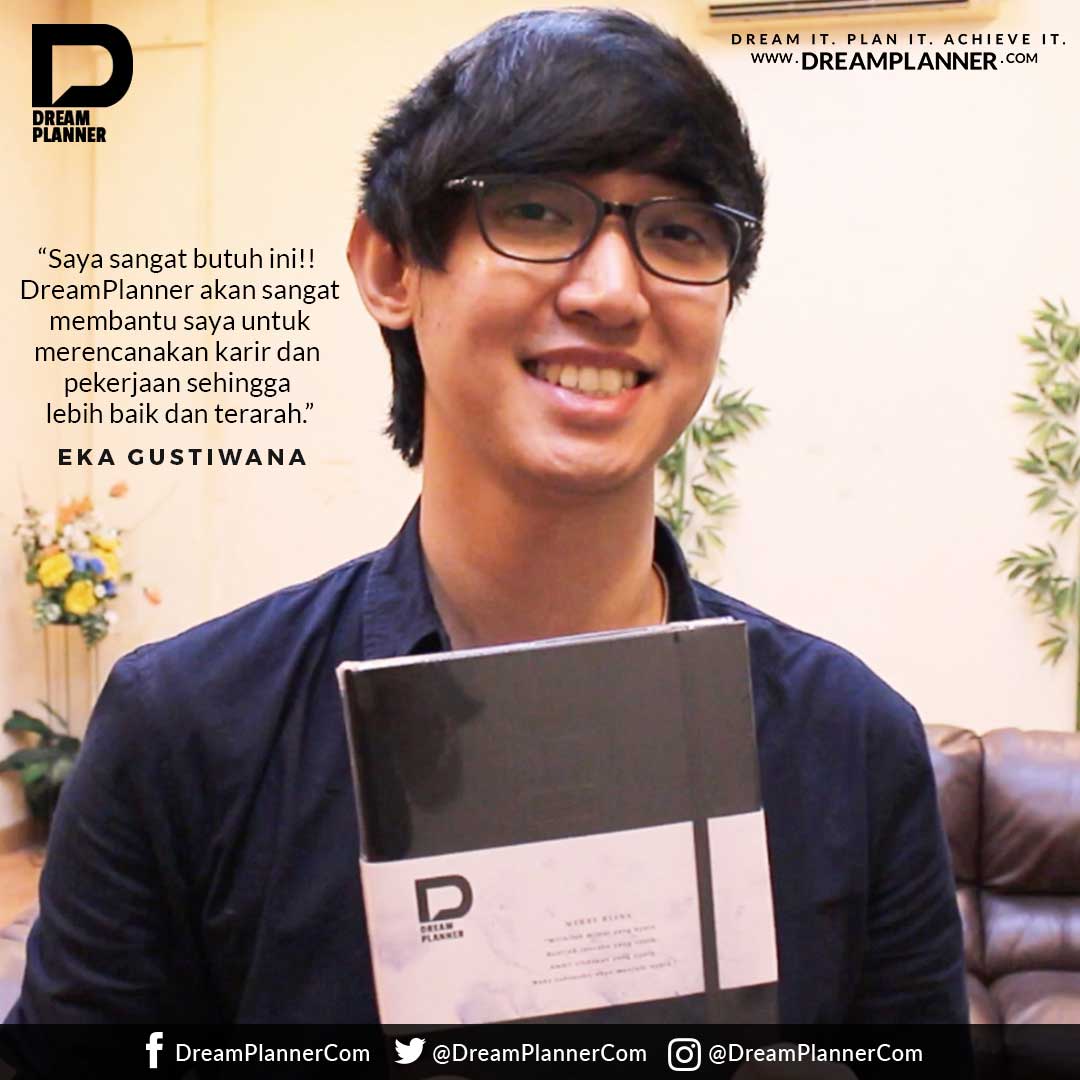 DREAM
PLANNER
DREAM IT. PLAN IT. ACHIEVE IT.
WWW.DREAMPLANNER.COM
“Saya sangat butuh ini!!
DreamPlanner akan sangat
membantu saya untuk
merencanakan karir dan
pekerjaan sehingga
lebih baik dan terarah.”
EKA GUSTIWANA
DREAM
PLANNER
DreamPlannerCom
@DreamPlannerCom
@DreamPlannerCom